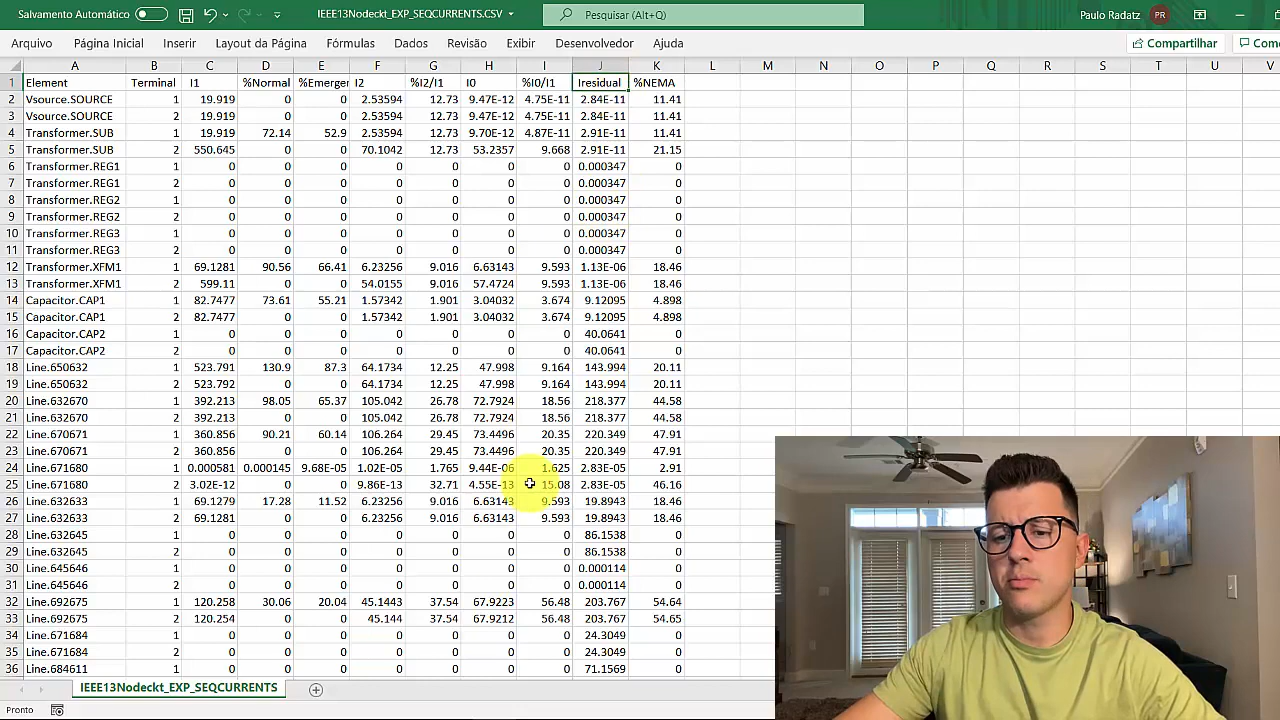 Salvamento Automático IEEE13Nodeckt_EXP_SEQCURRENTS.CSV Pesquisar (Alt+Q) Paulo Radatz PR
Arquivo Página Inicial Inserir Layout da Página Fórmulas Dados Revisão Exibir Desenvolvedor Ajuda Compartilhar Come
A B C D E F G H I J K L M N O P Q R S T U V
1 Element Terminal I1 %Normal %Emergen I2 %I2/I1 I0 %I0/I1 Iresidual %NEMA
2 Vsource.SOURCE 1 19.919 0 0 2.53594 12.73 9.47E-12 4.75E-11 2.84E-11 11.41
3 Vsource.SOURCE 2 19.919 0 0 2.53594 12.73 9.47E-12 4.75E-11 2.84E-11 11.41
4 Transformer.SUB 1 19.919 72.14 52.9 2.53594 12.73 9.70E-12 4.87E-11 2.91E-11 11.41
5 Transformer.SUB 2 550.645 0 0 70.1042 12.73 53.2357 9.668 2.91E-11 21.15
6 Transformer.REG1 1 0 0 0 0 0 0 0 0.000347 0
7 Transformer.REG1 2 0 0 0 0 0 0 0 0.000347 0
8 Transformer.REG2 1 0 0 0 0 0 0 0 0.000347 0
9 Transformer.REG2 2 0 0 0 0 0 0 0 0.000347 0
10 Transformer.REG3 1 0 0 0 0 0 0 0 0.000347 0
11 Transformer.REG3 2 0 0 0 0 0 0 0 0.000347 0
12 Transformer.XFM1 1 69.1281 90.56 66.41 6.23256 9.016 6.63143 9.593 1.13E-06 18.46
13 Transformer.XFM1 2 599.11 0 0 54.0155 9.016 57.4724 9.593 1.13E-06 18.46
14 Capacitor.CAP1 1 82.7477 73.61 55.21 1.57342 1.901 3.04032 3.674 9.12095 4.898
15 Capacitor.CAP1 2 82.7477 0 0 1.57342 1.901 3.04032 3.674 9.12095 4.898
16 Capacitor.CAP2 1 0 0 0 0 0 0 0 40.0641 0
17 Capacitor.CAP2 2 0 0 0 0 0 0 0 40.0641 0
18 Line.650632 1 523.791 130.9 87.3 64.1734 12.25 47.998 9.164 143.994 20.11
19 Line.650632 2 523.792 0 0 64.1734 12.25 47.998 9.164 143.994 20.11
20 Line.632670 1 392.213 98.05 65.37 105.042 26.78 72.7924 18.56 218.377 44.58
21 Line.632670 2 392.213 0 0 105.042 26.78 72.7924 18.56 218.377 44.58
22 Line.670671 1 360.856 90.21 60.14 106.264 29.45 73.4496 20.35 220.349 47.91
23 Line.670671 2 360.856 0 0 106.264 29.45 73.4496 20.35 220.349 47.91
24 Line.671680 1 0.000145 9.68E-05 1.02E-05 1.765 9.44E-06 1.625 2.83E-05 2.91
25 Line.671680 2 3.02E-12 0 0 9.86E-13 32.71 4.55E-13 15.08 2.83E-05 46.16
26 Line.632633 1 69.1279 17.28 11.52 6.23256 9.016 6.63143 9.593 19.8943 18.46
27 Line.632633 2 69.1281 0 0 6.23256 9.016 6.63143 9.593 19.8943 18.46
28 Line.632645 1 0 0 0 0 0 0 0 86.1538 0
29 Line.632645 2 0 0 0 0 0 0 0 86.1538 0
30 Line.645646 1 0 0 0 0 0 0 0 0.000114 0
31 Line.645646 2 0 0 0 0 0 0 0 0.000114 0
32 Line.692675 1 120.258 30.06 20.04 45.1443 37.54 67.9223 56.48 203.767 54.64
33 Line.692675 2 120.254 0 0 45.144 37.54 67.9212 56.48 203.767 54.65
34 Line.671684 1 0 0 0 0 0 0 0 24.3049 0
35 Line.671684 2 0 0 0 0 0 0 0 24.3049 0
36 Line.684611 1 0 0 0 0 0 0 0 71.1569 0
IEEE13Nodeckt_EXP_SEQCURRENTS
Pronto